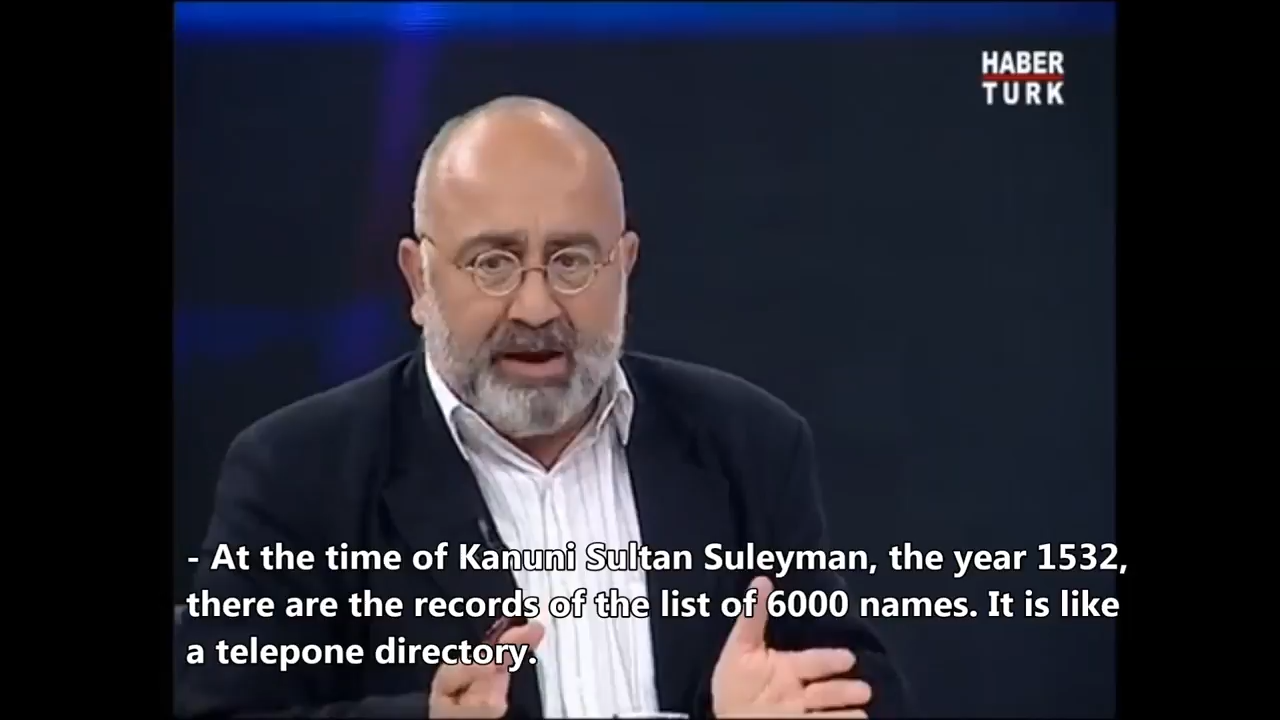 HABER
TURK
- At the time of Kanuni Sultan Suleyman, the year 1532,
there are the records of the list of 6000 names. It is like
a telepone directory.